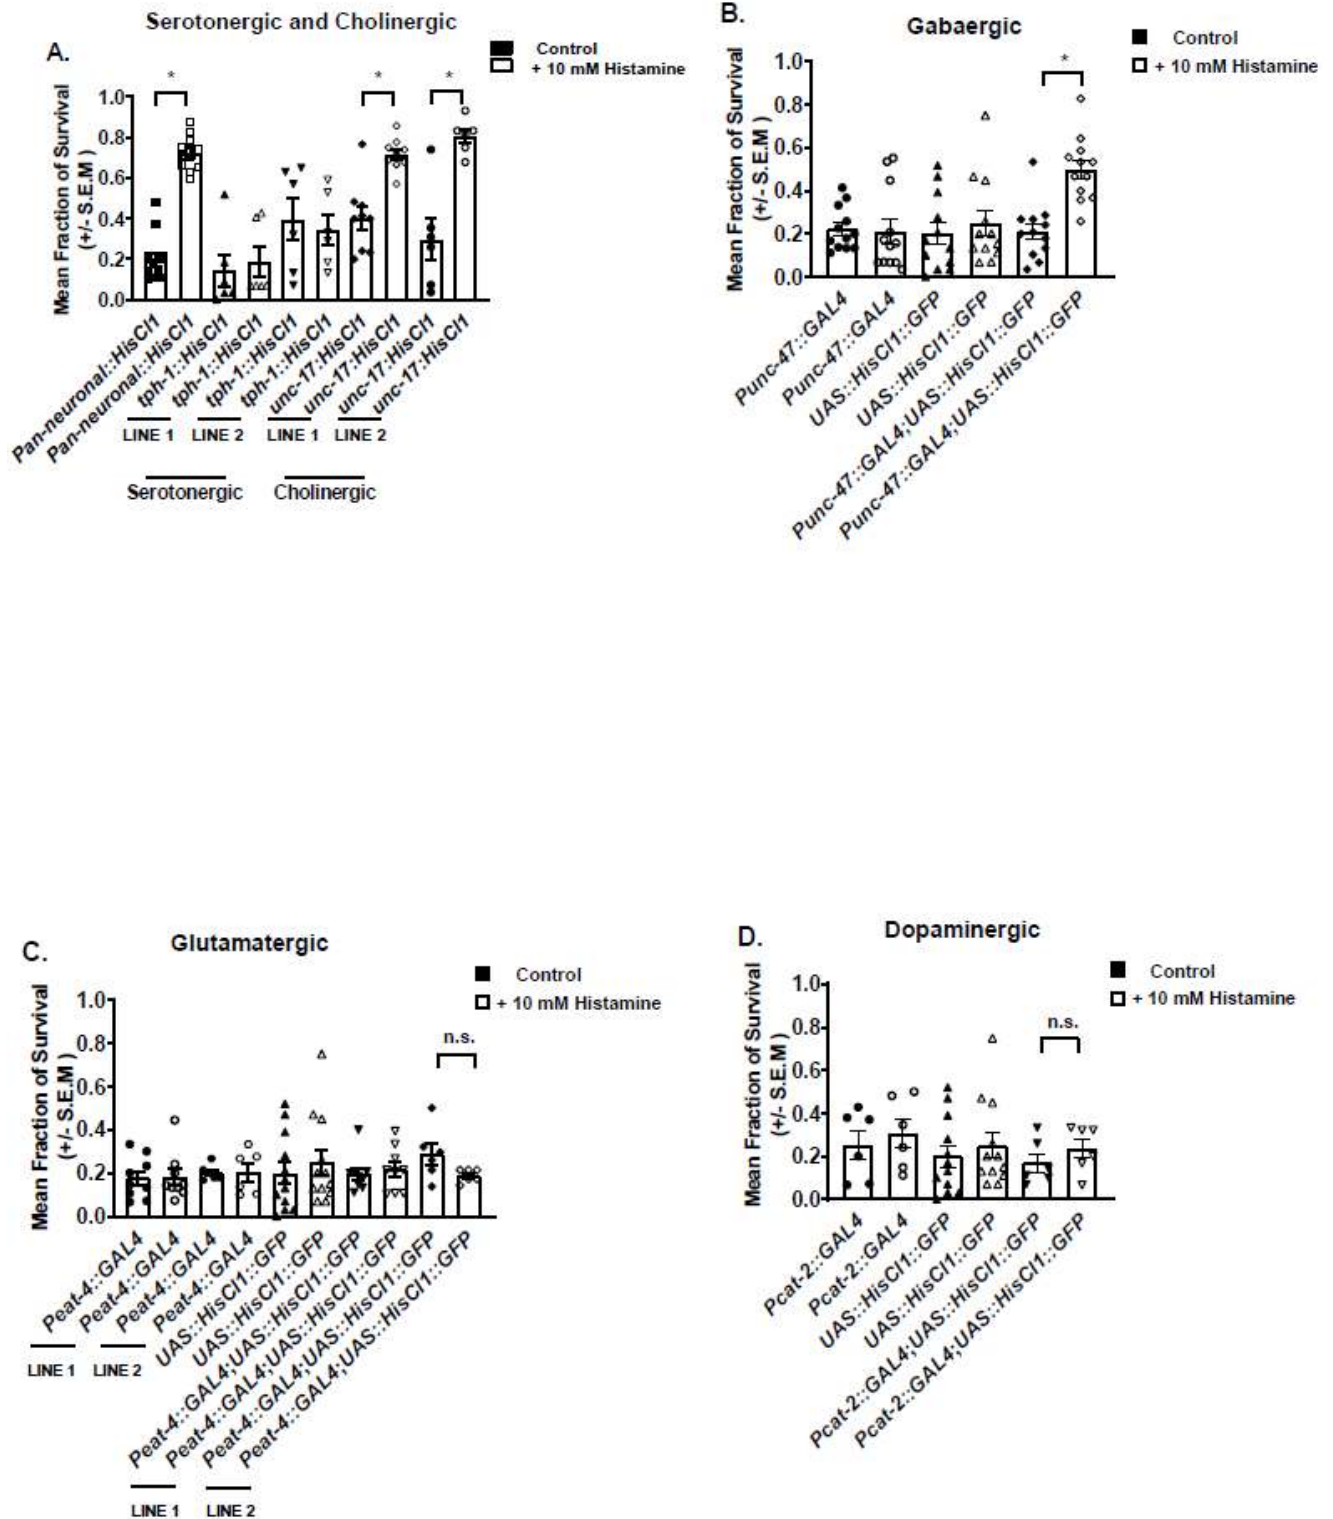 Serotonergic and Cholinergic
A.
Control
+ 10 mM Histamine
Mean Fraction of Survival
(+/- S.E.M )
1.0
0.8
0.6
0.4
0.2
0.0
*
*
*
Pan-neuronal::HisCl1
Pan-neuronal::HisCl1
tph-1::HisCl1
tph-1::HisCl1
tph-1::HisCl1
tph-1::HisCl1
unc-17:HisCl1
unc-17:HisCl1
unc-17:HisCl1
unc-17:HisCl1
LINE 1
LINE 2
LINE 1
LINE 2
Serotonergic
Cholinergic
B.
Gabaergic
Control
+ 10 mM Histamine
Mean Fraction of Survival
(+/- S.E.M )
1.0
0.8
0.6
0.4
0.2
0.0
*
Punc-47::GAL4
Punc-47::GAL4
UAS::HisCl1::GFP
UAS::HisCl1::GFP
Punc-47::GAL4;UAS::HisCl1::GFP
Punc-47::GAL4;UAS::HisCl1::GFP
C.
Glutamatergic
Control
+ 10 mM Histamine
Mean Fraction of Survival
(+/- S.E.M )
1.0
0.8
0.6
0.4
0.2
0.0
n.s.
Peat-4::GAL4
Peat-4::GAL4
Peat-4::GAL4
Peat-4::GAL4
UAS::HisCl1::GFP
UAS::HisCl1::GFP
Peat-4::GAL4;UAS::HisCl1::GFP
Peat-4::GAL4;UAS::HisCl1::GFP
Peat-4::GAL4;UAS::HisCl1::GFP
Peat-4::GAL4;UAS::HisCl1::GFP
LINE 1
LINE 2
LINE 1
LINE 2
D.
Dopaminergic
Control
+ 10 mM Histamine
Mean Fraction of Survival
(+/- S.E.M )
1.0
0.8
0.6
0.4
0.2
0.0
n.s.
Pcat-2::GAL4
Pcat-2::GAL4
UAS::HisCl1::GFP
UAS::HisCl1::GFP
Pcat-2::GAL4;UAS::HisCl1::GFP
Pcat-2::GAL4;UAS::HisCl1::GFP